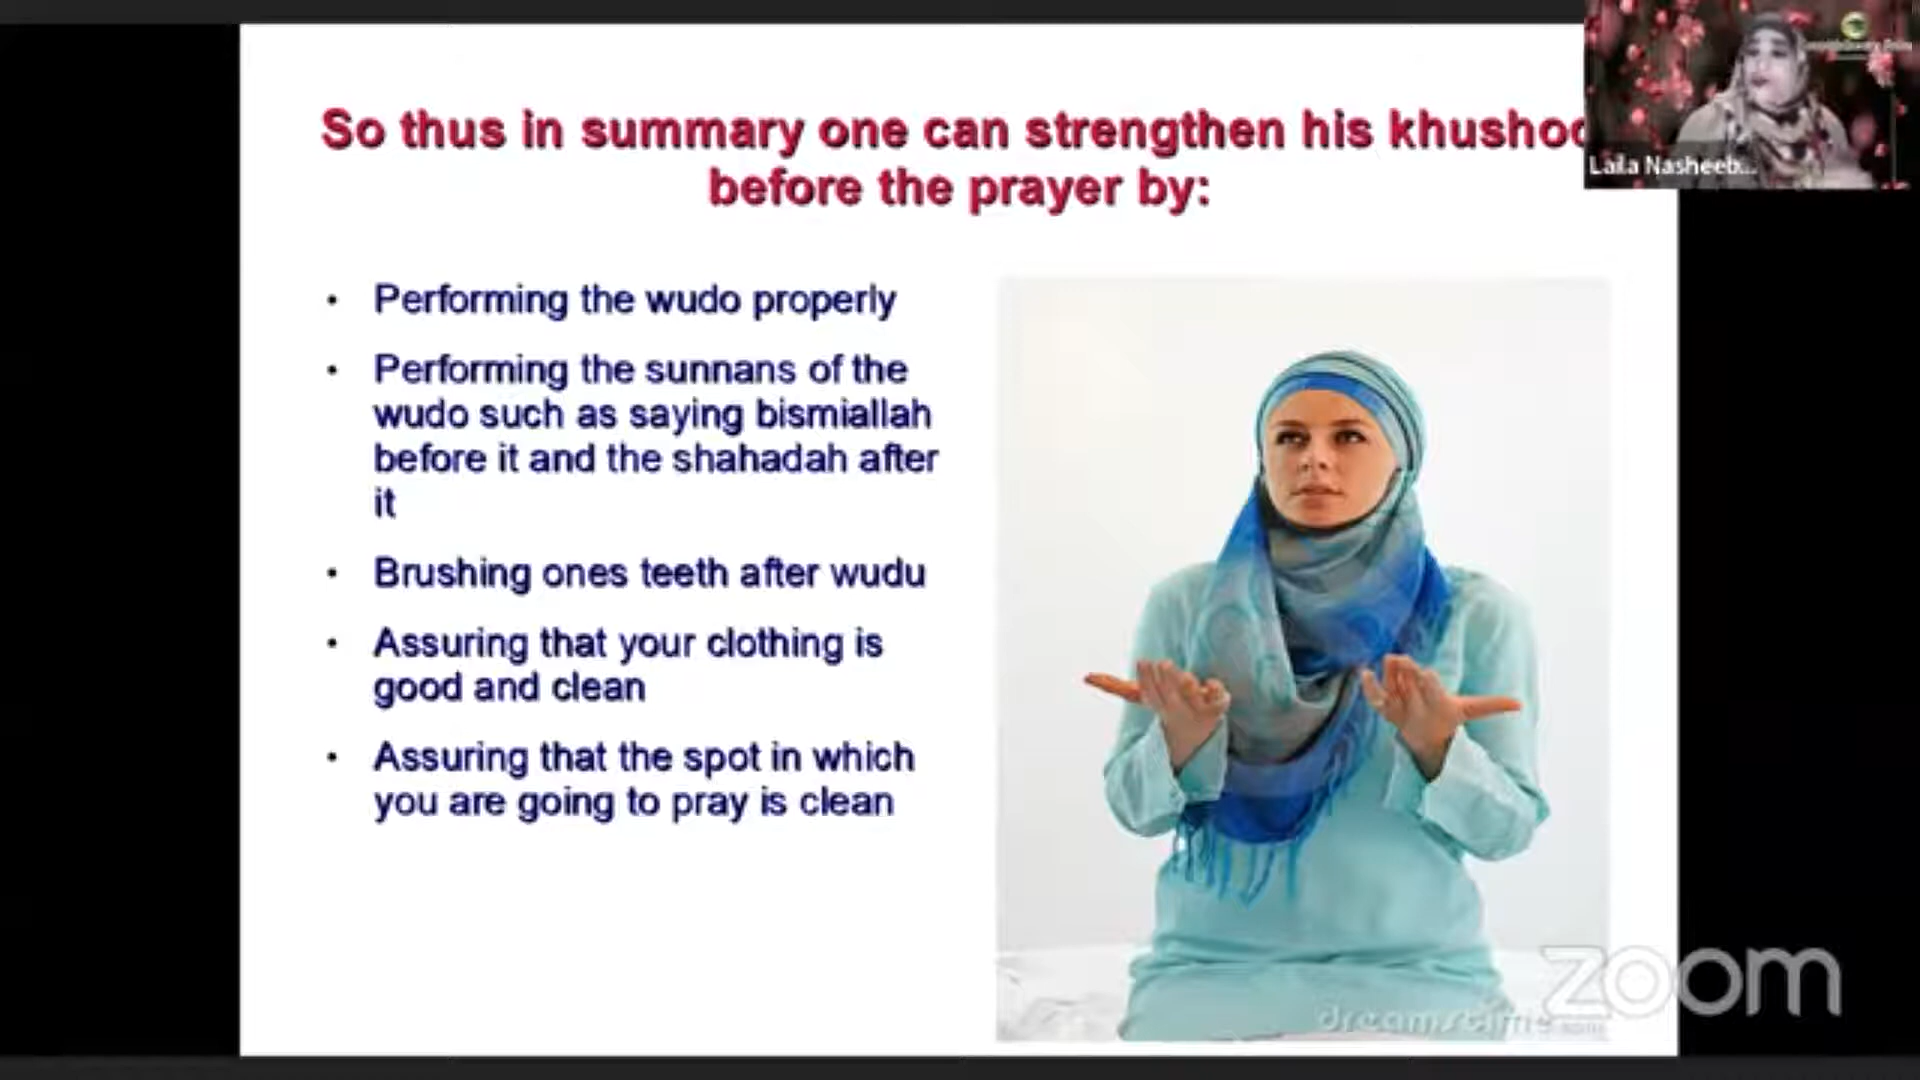 So thus in summary one can strengthen his khushoo
before the prayer by:
Laila Nasheeb...
• Performing the wudo properly
• Performing the sunnans of the
wudo such as saying bismiallah
before it and the shahadah after
it
• Brushing ones teeth after wudu
• Assuring that your clothing is
good and clean
• Assuring that the spot in which
you are going to pray is clean
zoom
dreamstime